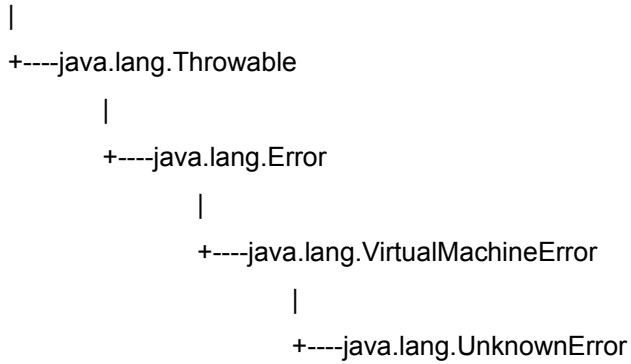 |
+----java.lang.Throwable
|
+----java.lang.Error
|
+----java.lang.VirtualMachineError
|
+----java.lang.UnknownError